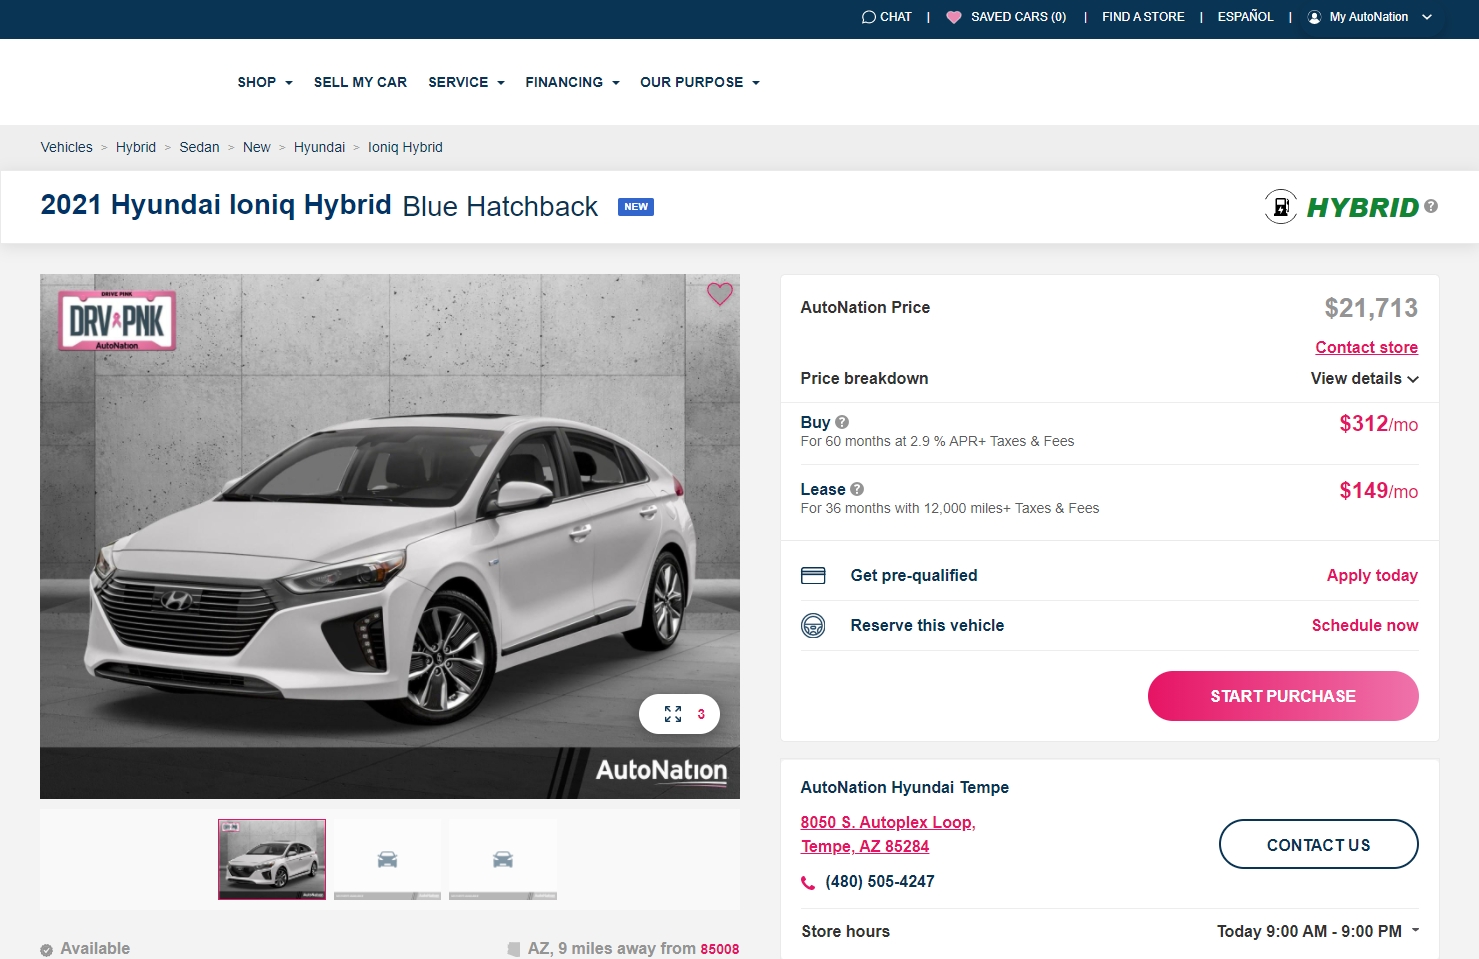 CHAT | SAVED CARS (0) | FIND A STORE | ESPAÑOL | My AutoNation
SHOP SELL MY CAR SERVICE FINANCING OUR PURPOSE
Vehicles > Hybrid > Sedan > New > Hyundai > Ioniq Hybrid
2021 Hyundai Ioniq Hybrid Blue Hatchback NEW
HYBRID ?
DRIVE PINK
DRV PNK
AutoNation
3
AutoNation
AutoNation Price $21,713
Contact store
Price breakdown View details
Buy ? $312/mo
For 60 months at 2.9 % APR+ Taxes & Fees
Lease ? $149/mo
For 36 months with 12,000 miles+ Taxes & Fees
Get pre-qualified Apply today
Reserve this vehicle Schedule now
START PURCHASE
AutoNation Hyundai Tempe
8050 S. Autoplex Loop,
Tempe, AZ 85284
CONTACT US
(480) 505-4247
Store hours Today 9:00 AM - 9:00 PM
Available AZ, 9 miles away from 85008